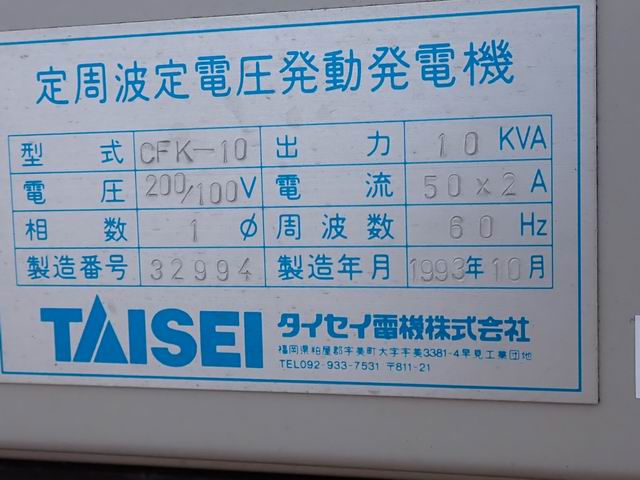 定周波定電圧発動発電機
型式 CFK-10 出力 10 KVA
電圧 200/100V 電流 50×2 A
相数 1 Ø 周波数 60 Hz
製造番号 32994 製造年月 1993年10月
TAISEI タイセイ電機株式会社
福岡県粕屋郡宇美町大字宇美3381-4早見工業団地
TEL092-933-7531 〒811-21